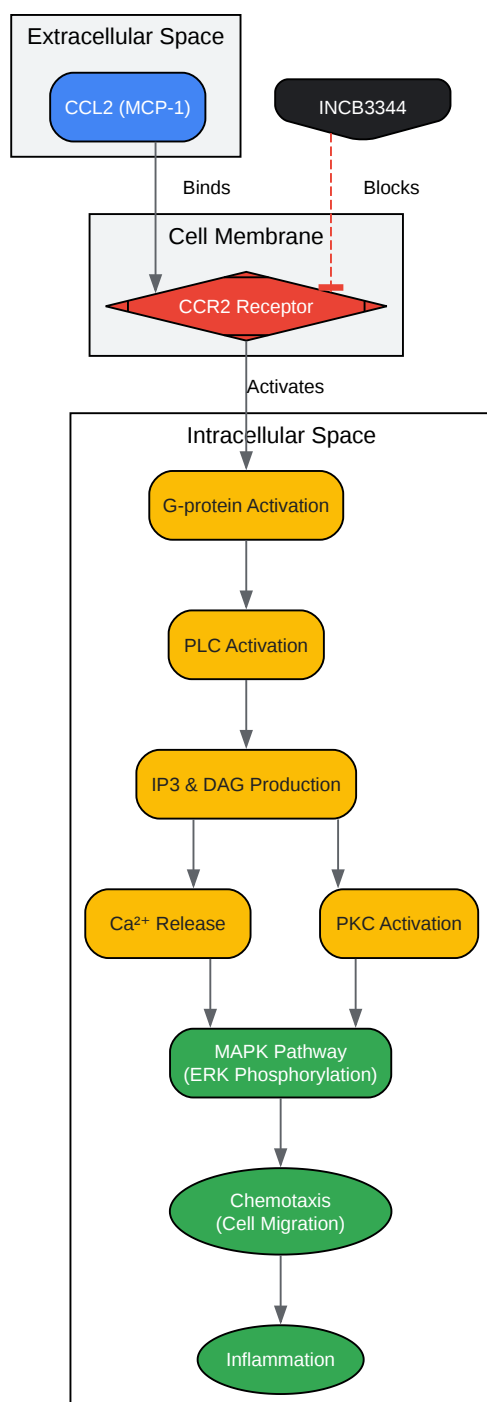 Extracellular Space
CCL2 (MCP-1)
INCB3344
Binds
Blocks
Cell Membrane
CCR2 Receptor
Activates
Intracellular Space
G-protein Activation
PLC Activation
IP3 & DAG Production
Ca²⁺ Release
PKC Activation
MAPK Pathway
(ERK Phosphorylation)
Chemotaxis
(Cell Migration)
Inflammation